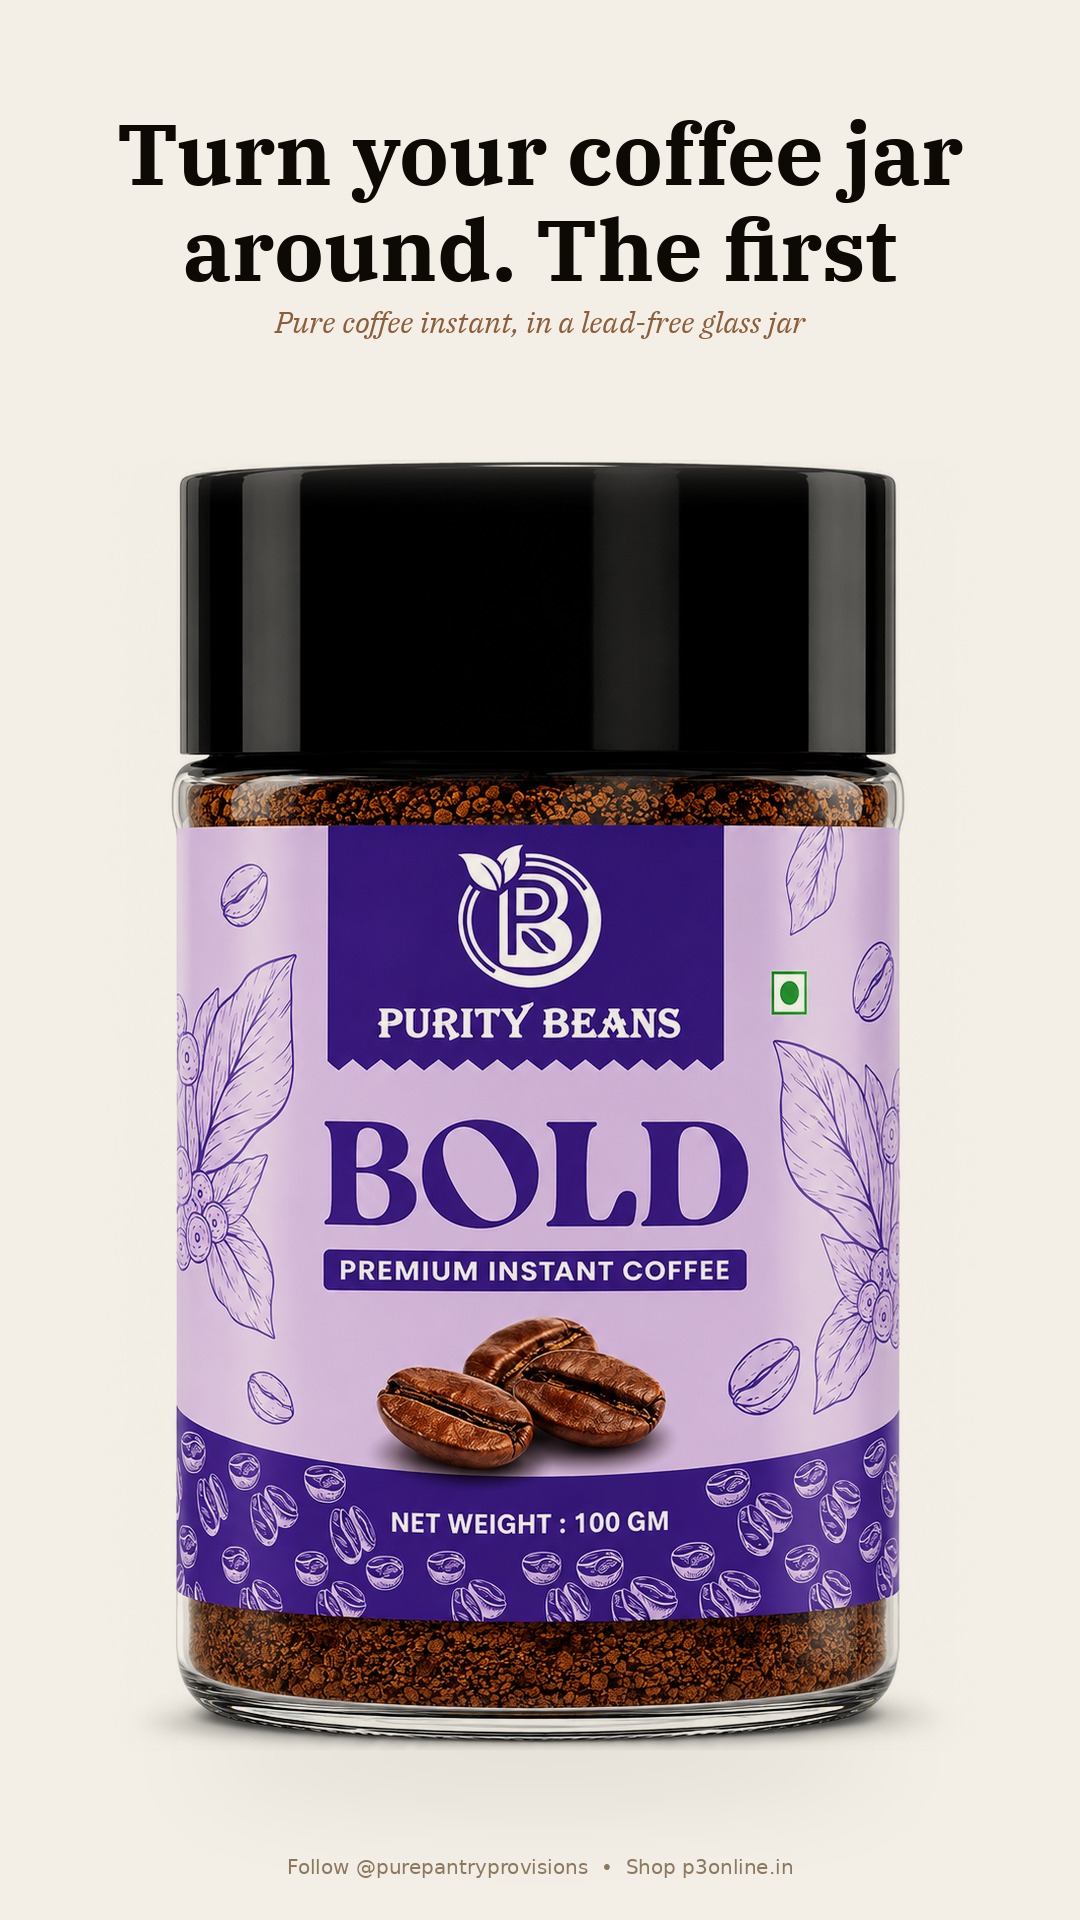 Turn your coffee jar
around. The first
Pure coffee instant, in a lead-free glass jar
PURITY BEANS
BOLD
PREMIUM INSTANT COFFEE
NET WEIGHT : 100 GM
Follow @purepantryprovisions • Shop p3online.in